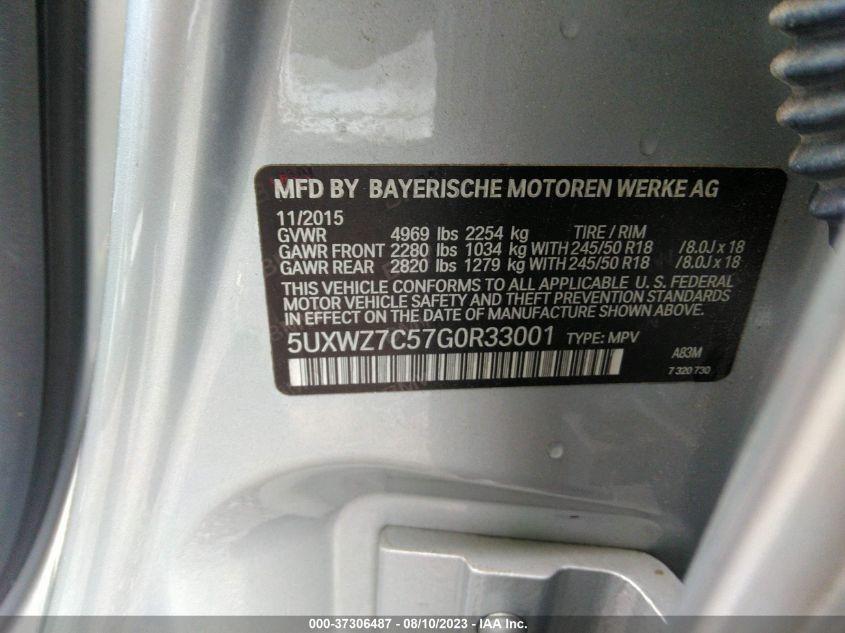 MFD BY BAYERISCHE MOTOREN WERKE AG
11/2015
GVWR 4969 lbs 2254 kg TIRE / RIM
GAWR FRONT 2280 lbs 1034 kg WITH 245/50 R18 /8.0J x 18
GAWR REAR 2820 lbs 1279 kg WITH 245/50 R18 /8.0J x 18
THIS VEHICLE CONFORMS TO ALL APPLICABLE U. S. FEDERAL
MOTOR VEHICLE SAFETY AND THEFT PREVENTION STANDARDS
IN EFFECT ON THE DATE OF MANUFACTURE SHOWN ABOVE.
5UXWZ7C57G0R33001 TYPE: MPV
A83M
7 320 730
000-37306487 - 08/10/2023 - IAA Inc.